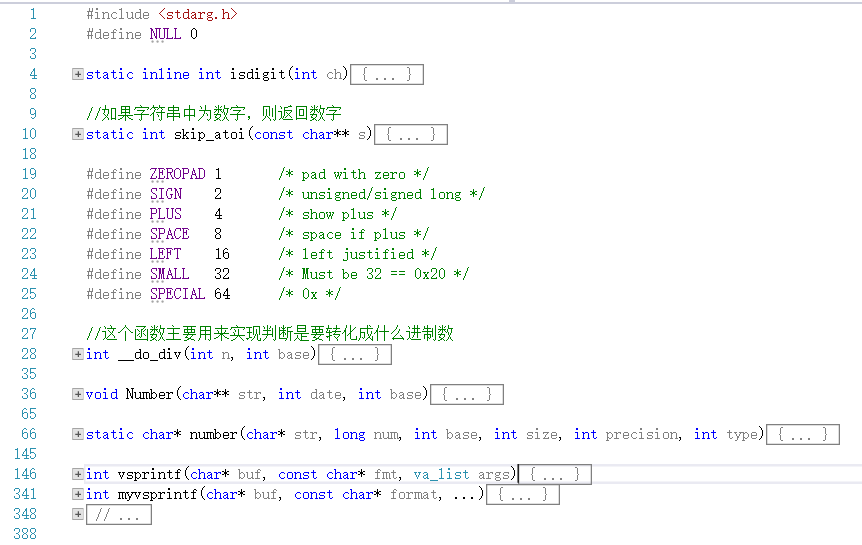 1 #include <stdarg.h>
2 #define NULL 0
3
4 static inline int isdigit(int ch) { ... }
8
9 //如果字符串中为数字，则返回数字
10 static int skip_atoi(const char** s) { ... }
18
19 #define ZEROPAD 1 /* pad with zero */
20 #define SIGN 2 /* unsigned/signed long */
21 #define PLUS 4 /* show plus */
22 #define SPACE 8 /* space if plus */
23 #define LEFT 16 /* left justified */
24 #define SMALL 32 /* Must be 32 == 0x20 */
25 #define SPECIAL 64 /* 0x */
26
27 //这个函数主要用来实现判断是要转化成什么进制数
28 int __do_div(int n, int base) { ... }
35
36 void Number(char** str, int date, int base) { ... }
65
66 static char* number(char* str, long num, int base, int size, int precision, int type) { ... }
145
146 int vsprintf(char* buf, const char* fmt, va_list args) { ... }
341 int myvsprintf(char* buf, const char* format, ...) { ... }
348 // ...
388